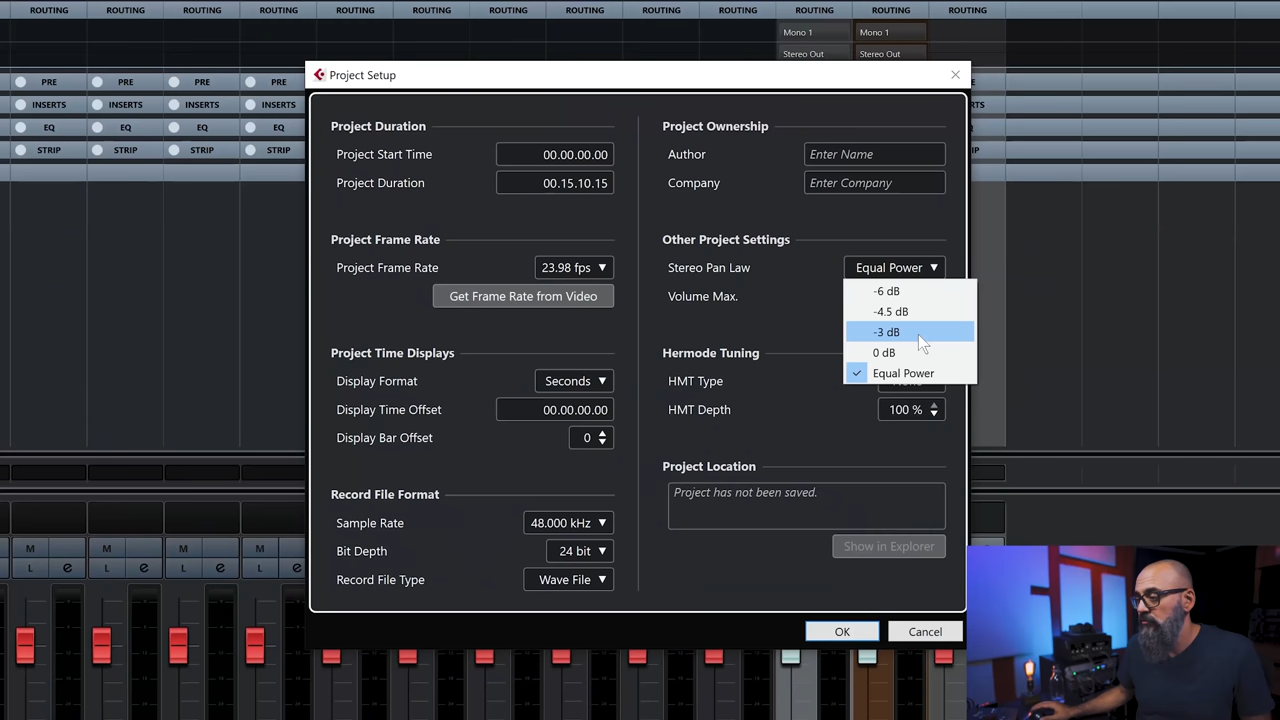 ROUTING ROUTING ROUTING ROUTING ROUTING ROUTING ROUTING ROUTING ROUTING ROUTING ROUTING ROUTING ROUTING
Mono 1 Mono 1
Stereo Out Stereo Out
PRE PRE PRE PRE
INSERTS INSERTS INSERTS INSERTS
EQ EQ EQ EQ
STRIP STRIP STRIP STRIP
Project Setup
Project Duration
Project Start Time 00.00.00.00
Project Duration 00.15.10.15
Project Frame Rate
Project Frame Rate 23.98 fps
Get Frame Rate from Video
Project Time Displays
Display Format Seconds
Display Time Offset 00.00.00.00
Display Bar Offset 0
Record File Format
Sample Rate 48.000 kHz
Bit Depth 24 bit
Record File Type Wave File
Project Ownership
Author Enter Name
Company Enter Company
Other Project Settings
Stereo Pan Law Equal Power
Volume Max.
-6 dB
-4.5 dB
-3 dB
0 dB
Equal Power
Hermode Tuning
HMT Type
HMT Depth 100 %
Project Location
Project has not been saved.
Show in Explorer
OK Cancel
M M M M
L e L e L e L e